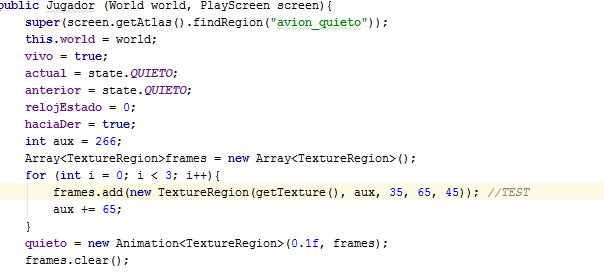 public Jugador (World world, PlayScreen screen){
super(screen.getAtlas().findRegion("avion_quieto"));
this.world = world;
vivo = true;
actual = state.QUIETO;
anterior = state.QUIETO;
relojEstado = 0;
haciaDer = true;
int aux = 266;
Array<TextureRegion>frames = new Array<TextureRegion>();
for (int i = 0; i < 3; i++){
frames.add(new TextureRegion(getTexture(), aux, 35, 65, 45)); //TEST
aux += 65;
}
quieto = new Animation<TextureRegion>(0.1f, frames);
frames.clear();